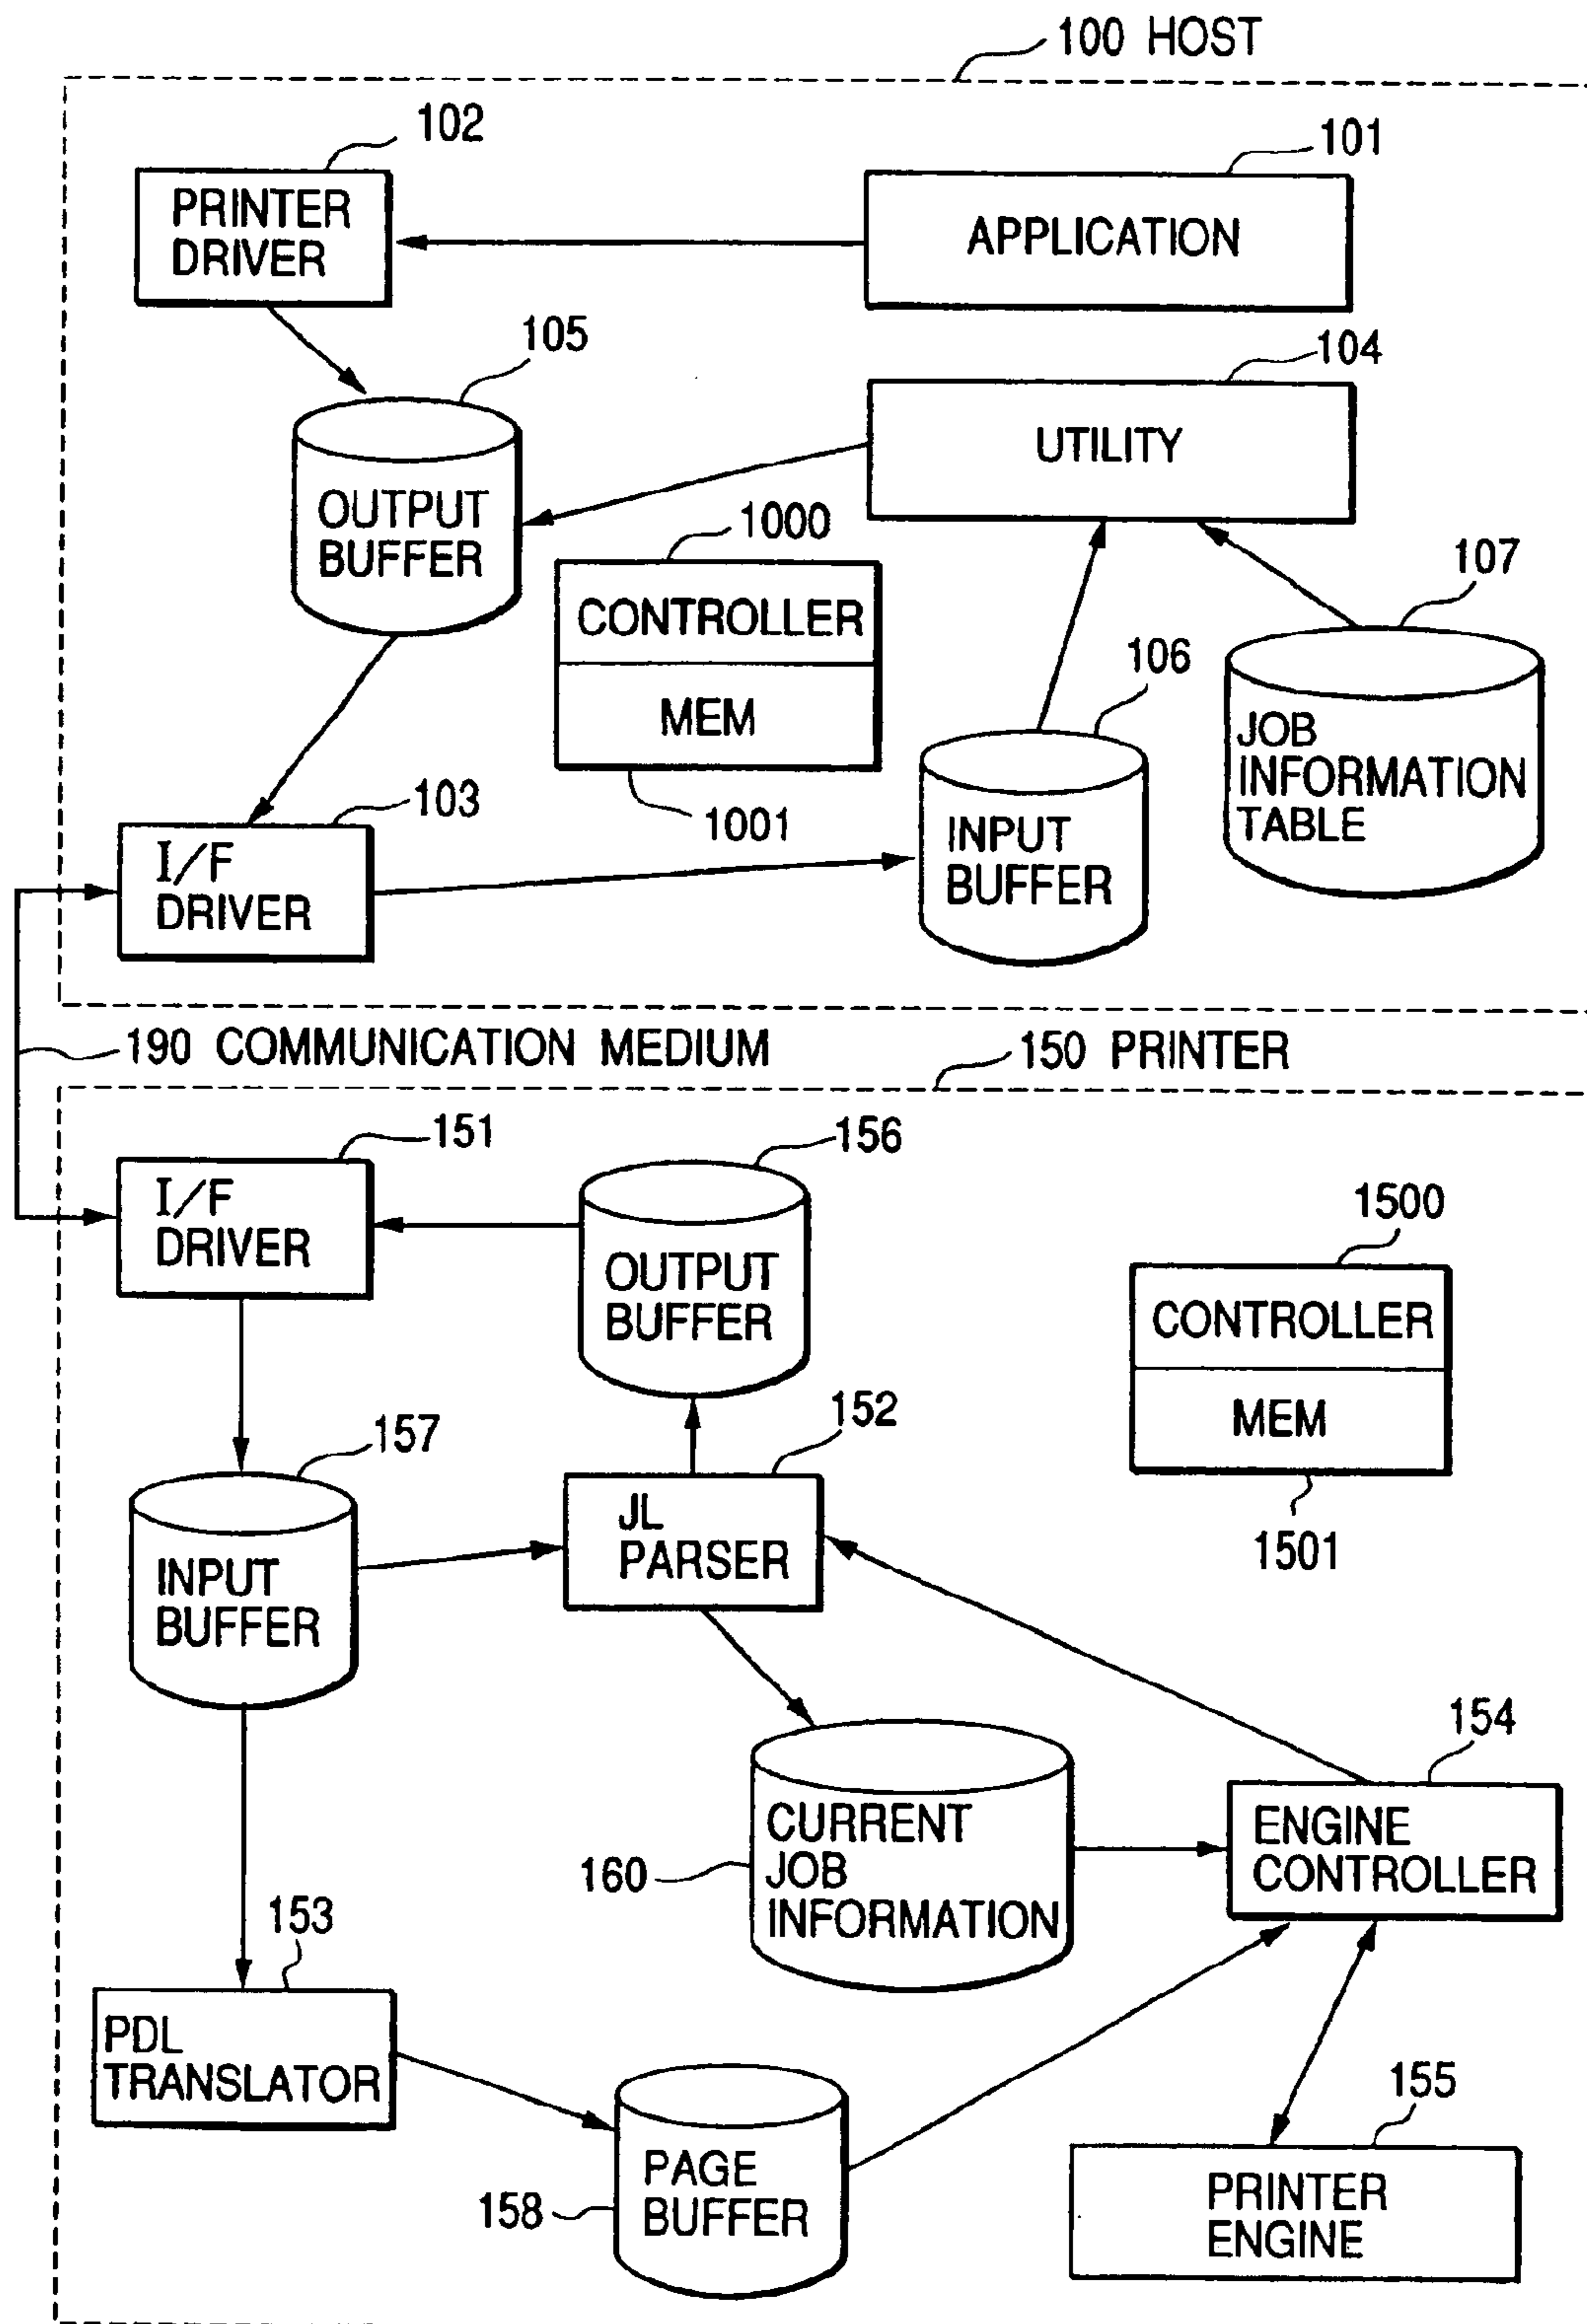 100 HOST
102
101
PRINTER
DRIVER
APPLICATION
105
104
UTILITY
OUTPUT
BUFFER
1000
CONTROLLER
MEM
1001
107
106
JOB
INFORMATION
TABLE
103
I/F
DRIVER
INPUT
BUFFER
190 COMMUNICATION MEDIUM
150 PRINTER
151
156
I/F
DRIVER
OUTPUT
BUFFER
1500
CONTROLLER
MEM
1501
157
152
INPUT
BUFFER
JL
PARSER
154
160
CURRENT
JOB
INFORMATION
ENGINE
CONTROLLER
153
PDL
TRANSLATOR
158
PAGE
BUFFER
155
PRINTER
ENGINE